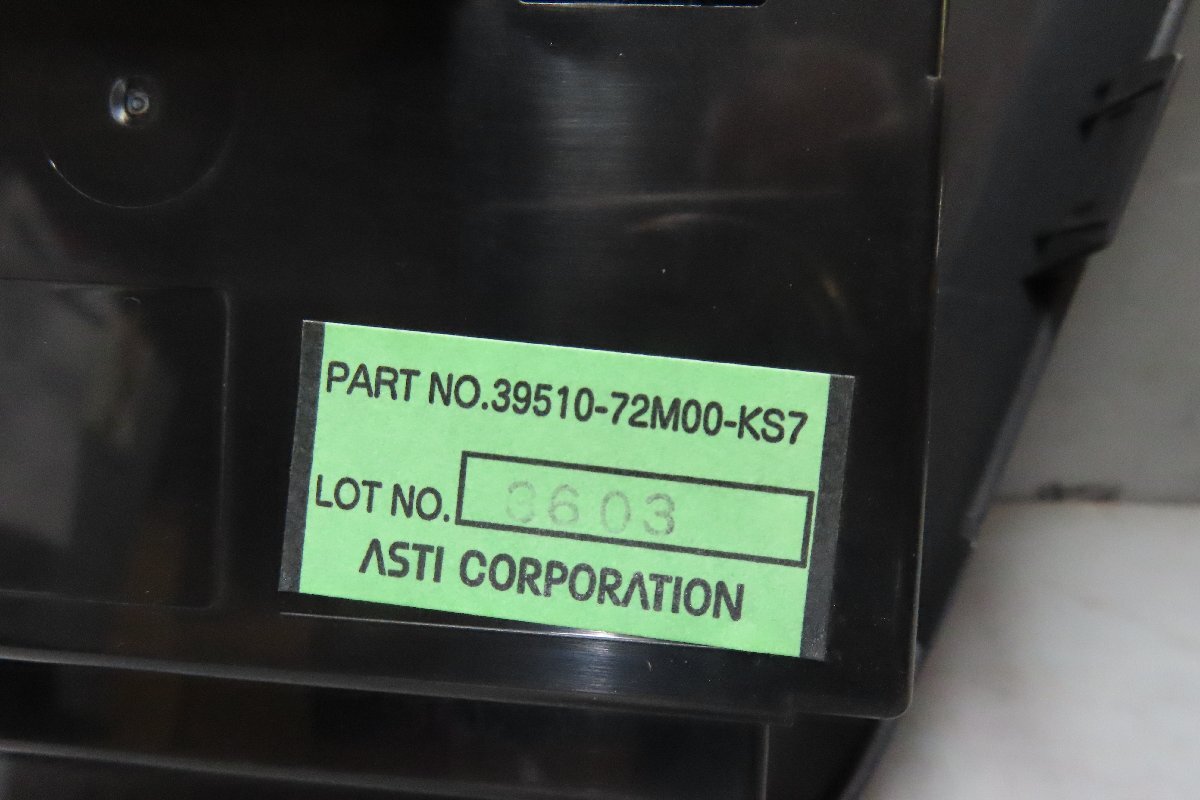 PART NO.39510-72M00-KS7
LOT NO. 3603
ASTI CORPORATION